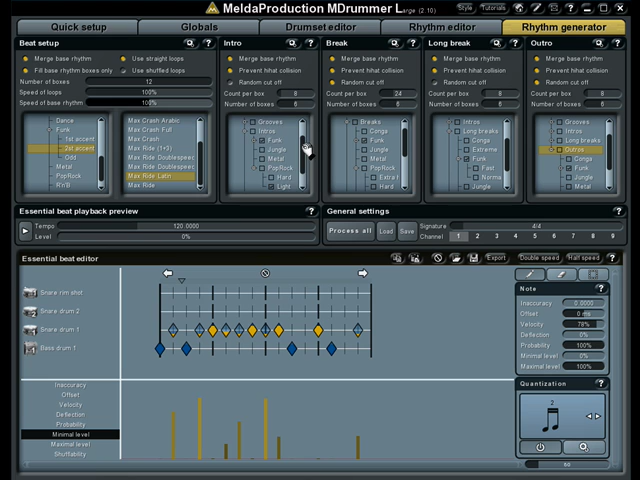 MeldaProduction MDrummer Large (2.10)
Style Tutorials
Quick setup Globals Drumset editor Rhythm editor Rhythm generator
Beat setup ? Intro ? Break ? Long break ? Outro ?
Merge base rhythm Use straight loops Merge base rhythm Merge base rhythm Merge base rhythm Merge base rhythm
Fill base rhythm boxes only Use shuffled loops Prevent hihat collision Prevent hihat collision Prevent hihat collision Prevent hihat collision
Number of boxes 12 Random cut off Random cut off Random cut off Random cut off
Speed of loops 100% Count per box 8 Count per box 24 Count per box 8 Count per box 8
Speed of base rhythm 100% Number of boxes 6 Number of boxes 6 Number of boxes 6 Number of boxes 6
Dance Max Crash Arabic Grooves Breaks Intros Intros
Funk Max Crash Full Intros Conga Long breaks Long breaks
1st accent Max Crash Funk Funk Conga Outros
2st accent Max Ride (1+3) Jungle Jungle Extreme Conga
Odd Max Ride Doublespeed Metal Metal Funk Funk
Metal Max Ride Doublespeed PopRock PopRock Fast Jungle
PopRock Max Ride Latin Hard Extra l Norma Metal
R'n'B Max Ride Light Hard Jungle PopRock
Essential beat playback preview ? General settings ?
Tempo 120.0000 Process all Load Save Signature 4/4
Level 0% Channel 1 2 3 4 5 6 7 8 9
Essential beat editor Export Double speed Half speed ?
Snare rim shot
Snare drum 2
Snare drum 1
Bass drum 1
Note ?
Inaccuracy 0.0000
Offset 0 ms
Velocity 78%
Deflection 0%
Probability 100%
Minimal level 0%
Maximal level 100%
Inaccuracy
Offset
Velocity
Deflection
Probability
Minimal level
Maximal level
Shuffability
Quantization ?
2
50